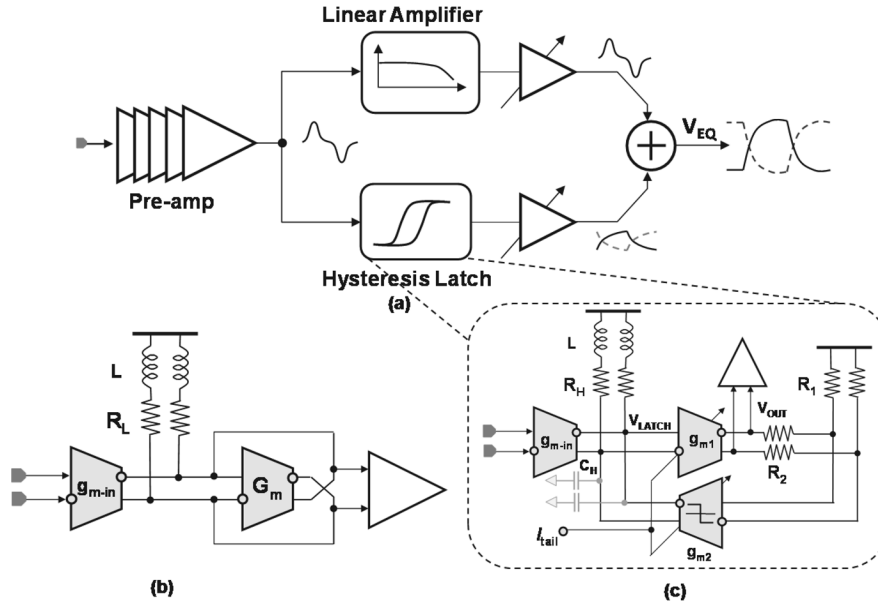 Linear Amplifier
Pre-amp
V_EQ
Hysteresis Latch
(a)
L
R_L
g_m-in
G_m
(b)
L
R_H
R_1
V_LATCH
V_OUT
g_m-in
g_m1
C_H
R_2
I_tail
g_m2
(c)